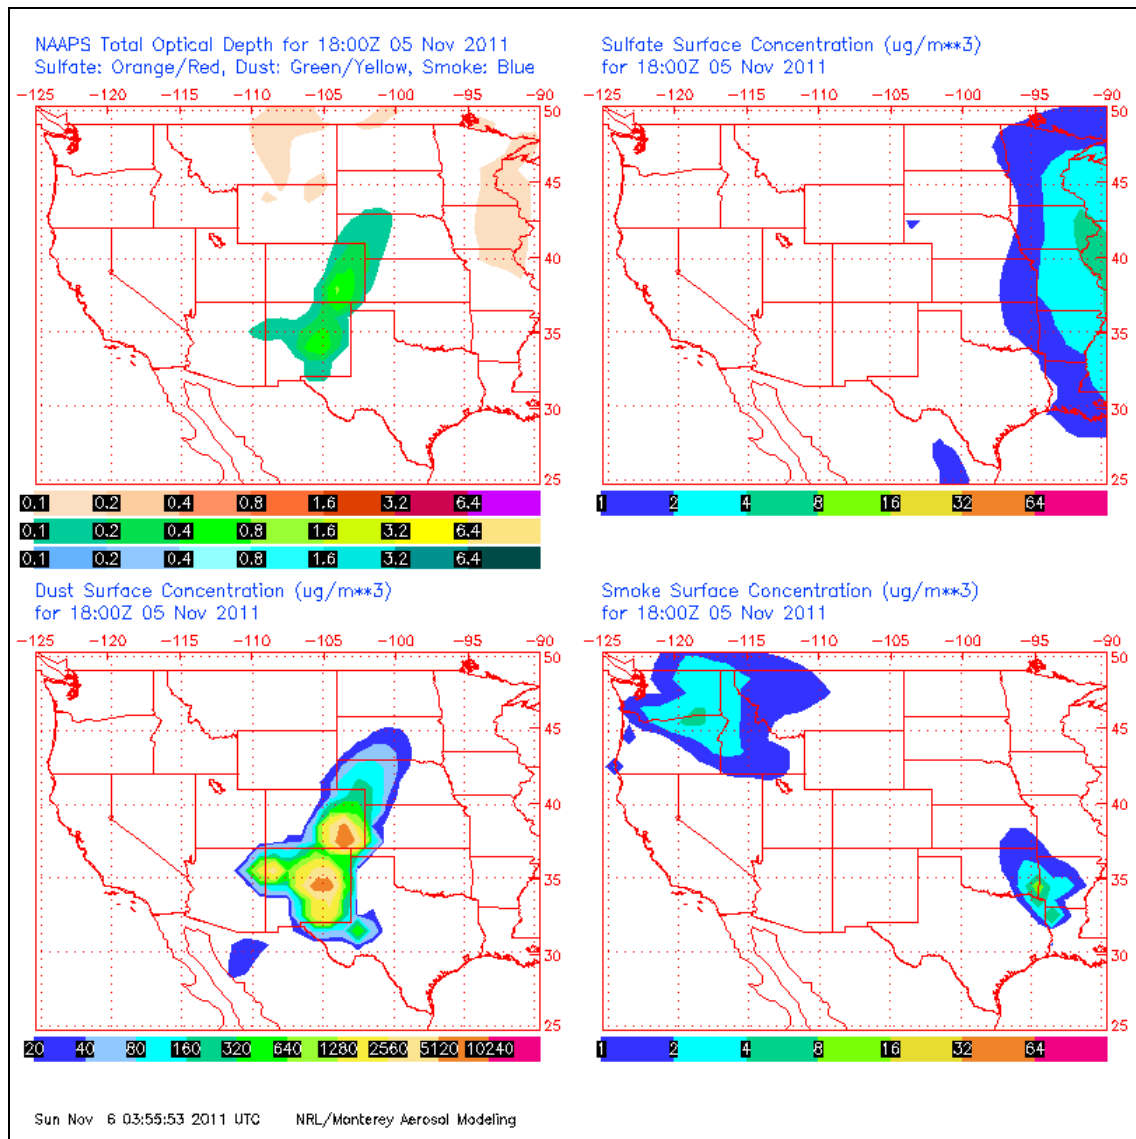 NAAPS Total Optical Depth for 18:00Z 05 Nov 2011
Sulfate: Orange/Red, Dust: Green/Yellow, Smoke: Blue
-125 -120 -115 -110 -105 -100 -95 -90
50
45
40
35
30
25
0.1 0.2 0.4 0.8 1.6 3.2 6.4
0.1 0.2 0.4 0.8 1.6 3.2 6.4
0.1 0.2 0.4 0.8 1.6 3.2 6.4
Sulfate Surface Concentration (ug/m**3)
for 18:00Z 05 Nov 2011
-125 -120 -115 -110 -105 -100 -95 -90
50
45
40
35
30
25
1 2 4 8 16 32 64
Dust Surface Concentration (ug/m**3)
for 18:00Z 05 Nov 2011
-125 -120 -115 -110 -105 -100 -95 -90
50
45
40
35
30
25
20 40 80 160 320 640 1280 2560 5120 10240
Smoke Surface Concentration (ug/m**3)
for 18:00Z 05 Nov 2011
-125 -120 -115 -110 -105 -100 -95 -90
50
45
40
35
30
25
1 2 4 8 16 32 64
Sun Nov 6 03:55:53 2011 UTC NRL/Monterey Aerosol Modeling